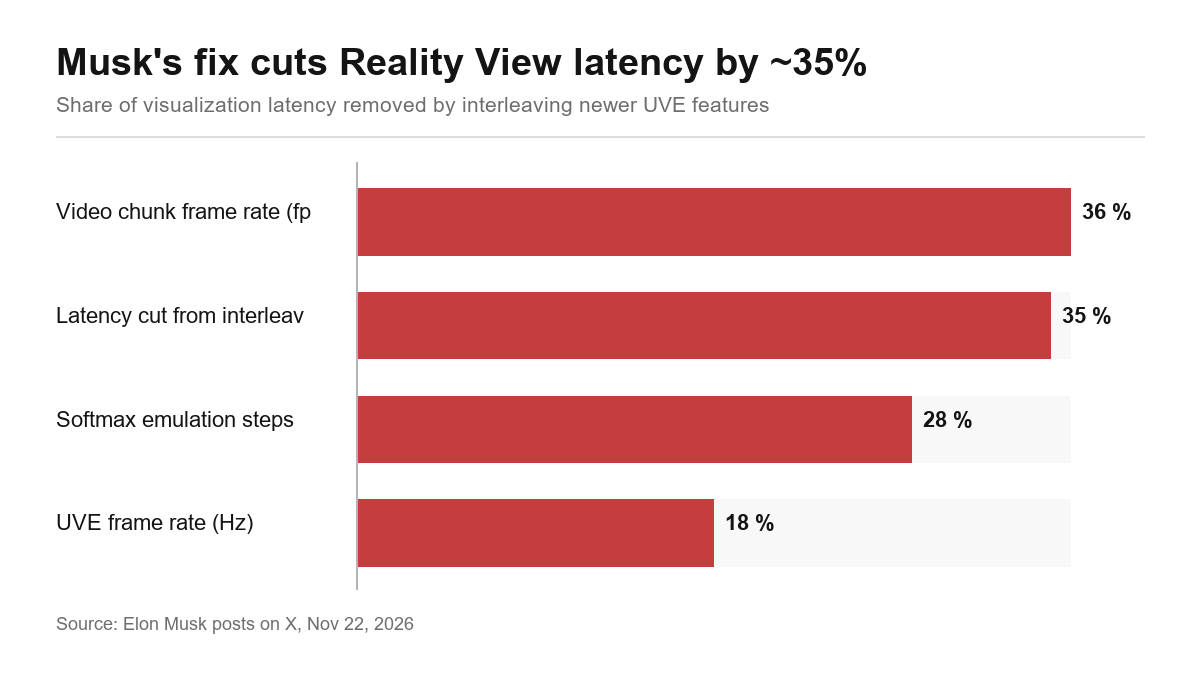 Musk's fix cuts Reality View latency by ~35%
Share of visualization latency removed by interleaving newer UVE features
Video chunk frame rate (fp
36 %
Latency cut from interleav
35 %
Softmax emulation steps
28 %
UVE frame rate (Hz)
18 %
Source: Elon Musk posts on X, Nov 22, 2026